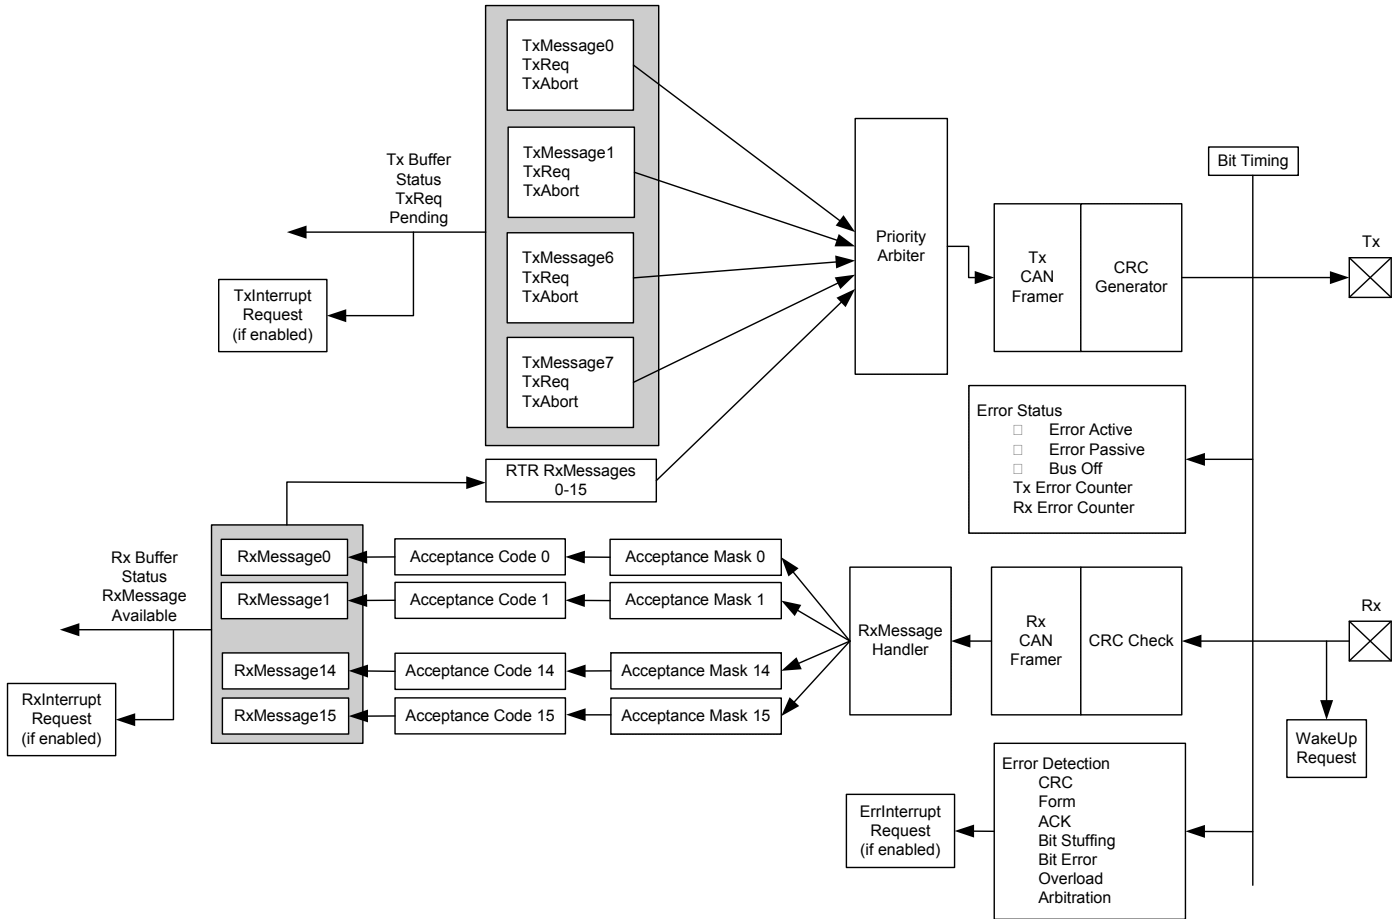 TxMessage0
TxReq
TxAbort
TxMessage1
TxReq
TxAbort
TxMessage6
TxReq
TxAbort
TxMessage7
TxReq
TxAbort
Tx Buffer
Status
TxReq
Pending
TxInterrupt
Request
(if enabled)
Priority
Arbiter
Tx
CAN
Framer
CRC
Generator
Bit Timing
Tx
Error Status
Error Active
Error Passive
Bus Off
Tx Error Counter
Rx Error Counter
RTR RxMessages
0-15
Rx Buffer
Status
RxMessage
Available
RxInterrupt
Request
(if enabled)
RxMessage0
Acceptance Code 0
Acceptance Mask 0
RxMessage1
Acceptance Code 1
Acceptance Mask 1
RxMessage14
Acceptance Code 14
Acceptance Mask 14
RxMessage15
Acceptance Code 15
Acceptance Mask 15
RxMessage
Handler
Rx
CAN
Framer
CRC Check
Rx
WakeUp
Request
ErrInterrupt
Request
(if enabled)
Error Detection
CRC
Form
ACK
Bit Stuffing
Bit Error
Overload
Arbitration